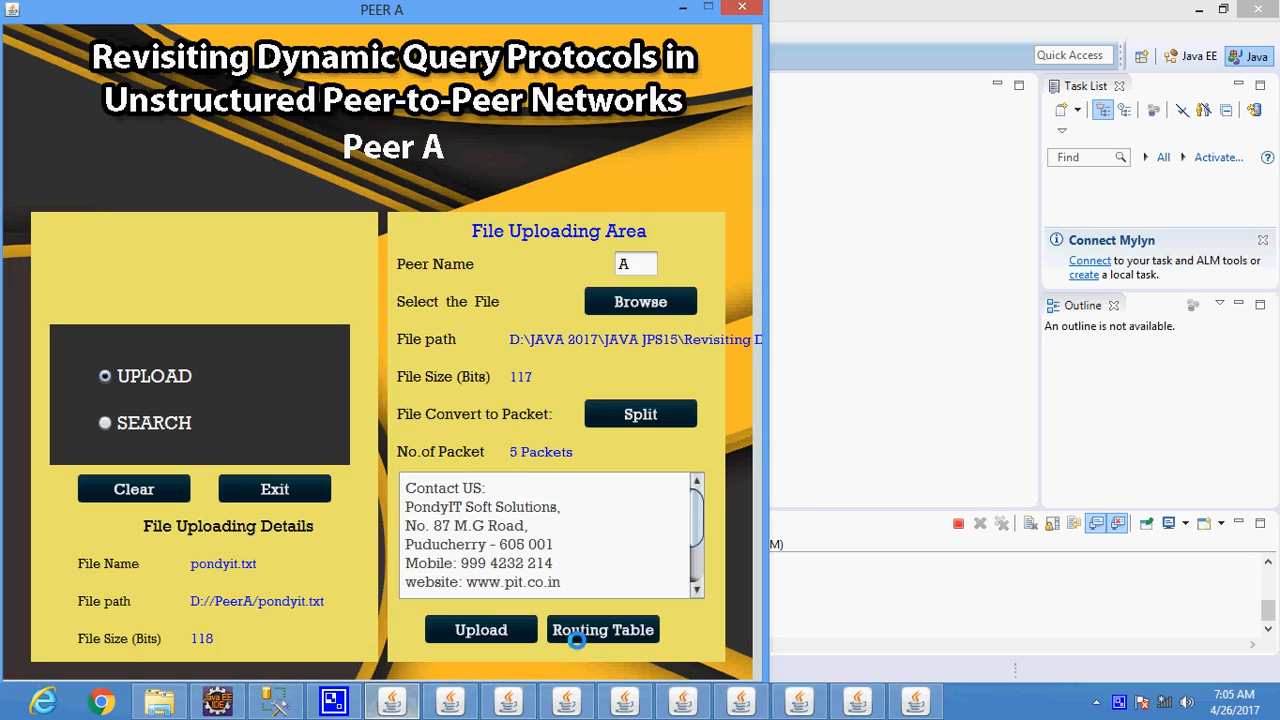 PEER A
Revisiting Dynamic Query Protocols in
Unstructured Peer-to-Peer Networks
Peer A
UPLOAD
SEARCH
Clear
Exit
File Uploading Details
File Name
pondyit.txt
File path
D://PeerA/pondyit.txt
File Size (Bits)
118
File Uploading Area
Peer Name
A
Select the File
Browse
File path
D:\JAVA 2017\JAVA JPS15\Revisiting D
File Size (Bits)
117
File Convert to Packet:
Split
No.of Packet
5 Packets
Contact US:
PondyIT Soft Solutions,
No. 87 M.G Road,
Puducherry - 605 001
Mobile: 999 4232 214
website: www.pit.co.in
Upload
Routing Table
Quick Access
Java EE
Java
Task List
Find
All
Activate...
Connect Mylyn
Connect to your task and ALM tools or
create a local task.
Outline
An outline is not available.
M)
Java EE
IDE
7:05 AM
4/26/2017